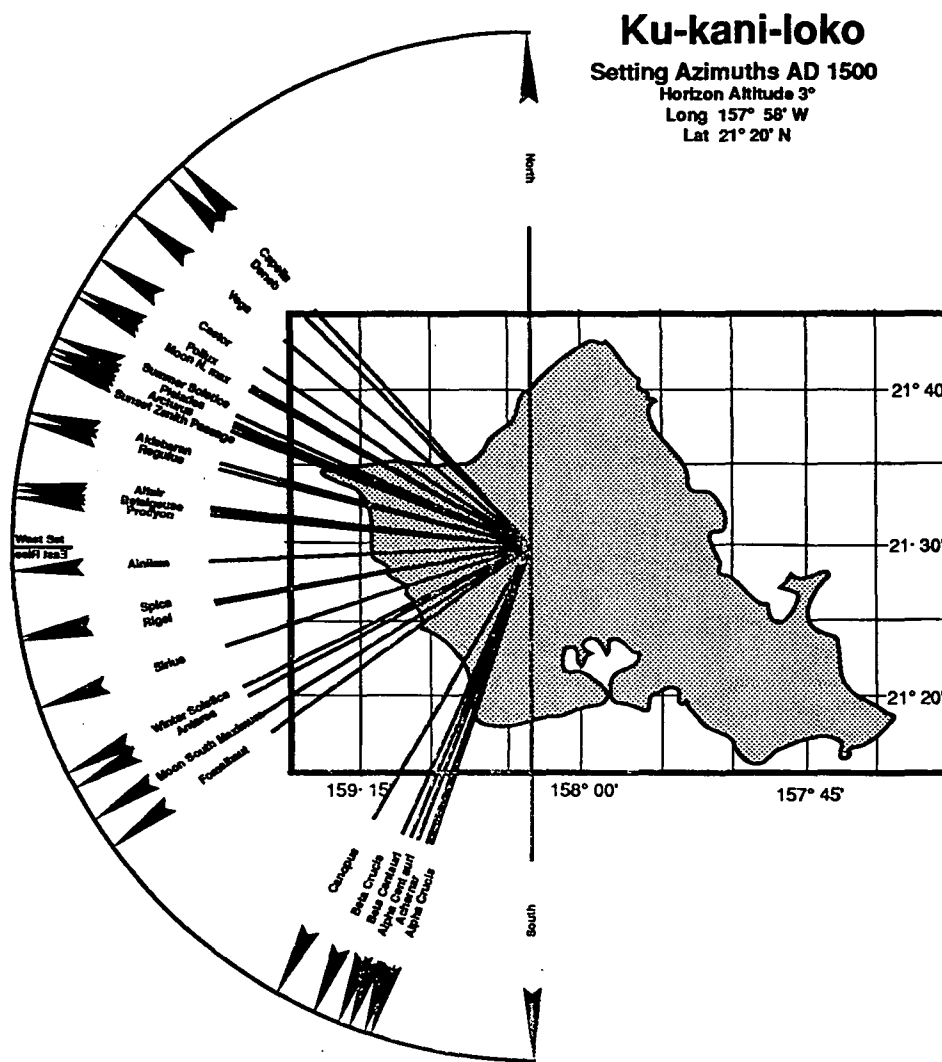 Ku-kani-loko
Setting Azimuths AD 1500
Horizon Altitude 3°
Long 157° 58' W
Lat 21° 20' N
North
Capella
Deneb
Vega
Castor
Pollux
Moon N. max
Summer Solstice
Pleiades
Arcturus
Sunset Zenith Passage
Aldebaran
Regulus
Altair
Betelgeuse
Procyon
West Set
East Rise
Alnilam
Spica
Rigel
Sirius
Winter Solstice
Antares
Moon South Maximum
Fomalhaut
Canopus
Beta Crucis
Beta Centauri
Alpha Centauri
Achernar
Alpha Crucis
South
21° 40
21° 30'
21° 20'
159° 15'
158° 00'
157° 45'